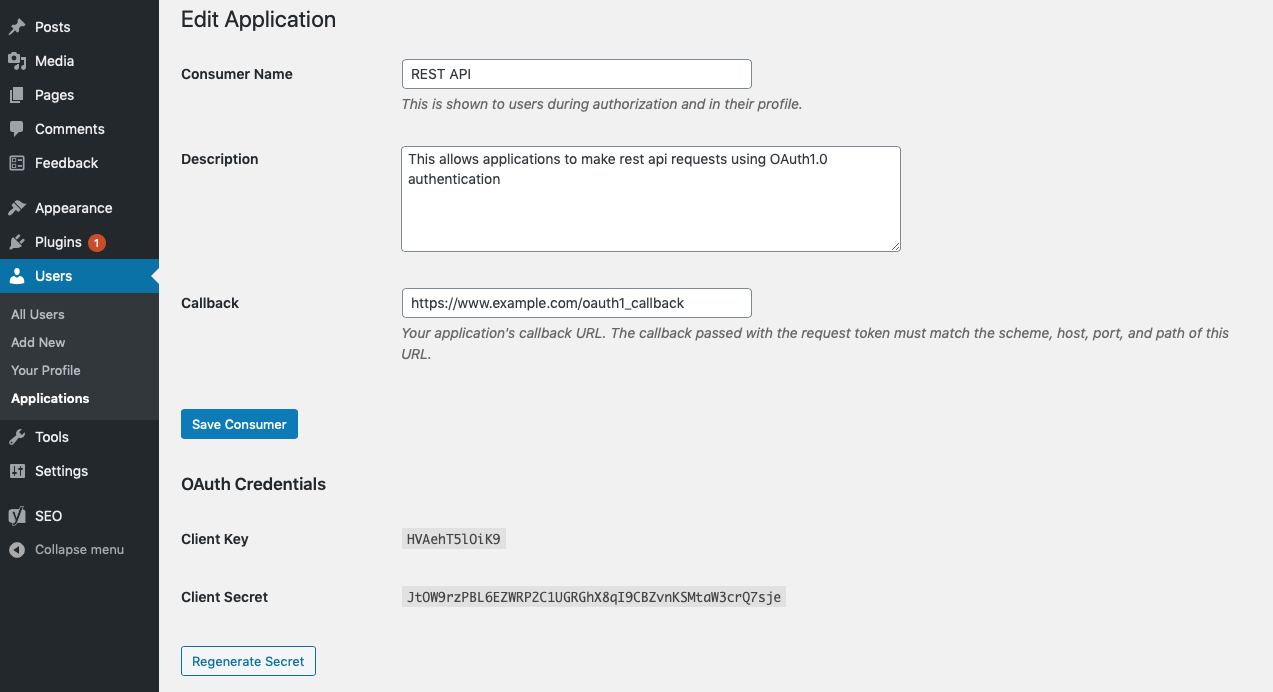 Posts
Media
Pages
Comments
Feedback
Appearance
Plugins 1
Users
All Users
Add New
Your Profile
Applications
Tools
Settings
SEO
Collapse menu
Edit Application
Consumer Name
REST API
This is shown to users during authorization and in their profile.
Description
This allows applications to make rest api requests using OAuth1.0
authentication
Callback
https://www.example.com/oauth1_callback
Your application's callback URL. The callback passed with the request token must match the scheme, host, port, and path of this
URL.
Save Consumer
OAuth Credentials
Client Key
HVAehT5lOiK9
Client Secret
JtOW9rzPBL6EZWRP2C1UGRGhX8qI9CBZvnKSMtaW3crQ7sje
Regenerate Secret